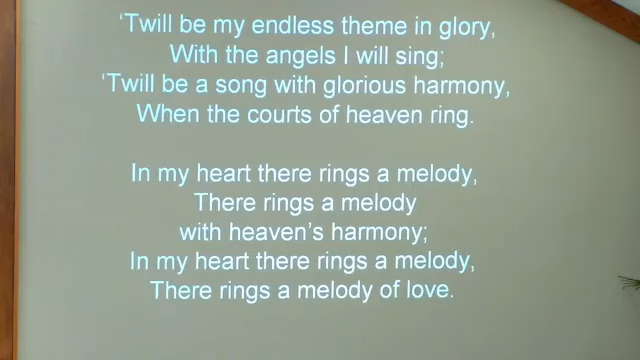 ‘Twill be my endless theme in glory,
With the angels I will sing;
‘Twill be a song with glorious harmony,
When the courts of heaven ring.
In my heart there rings a melody,
There rings a melody
with heaven’s harmony;
In my heart there rings a melody,
There rings a melody of love.